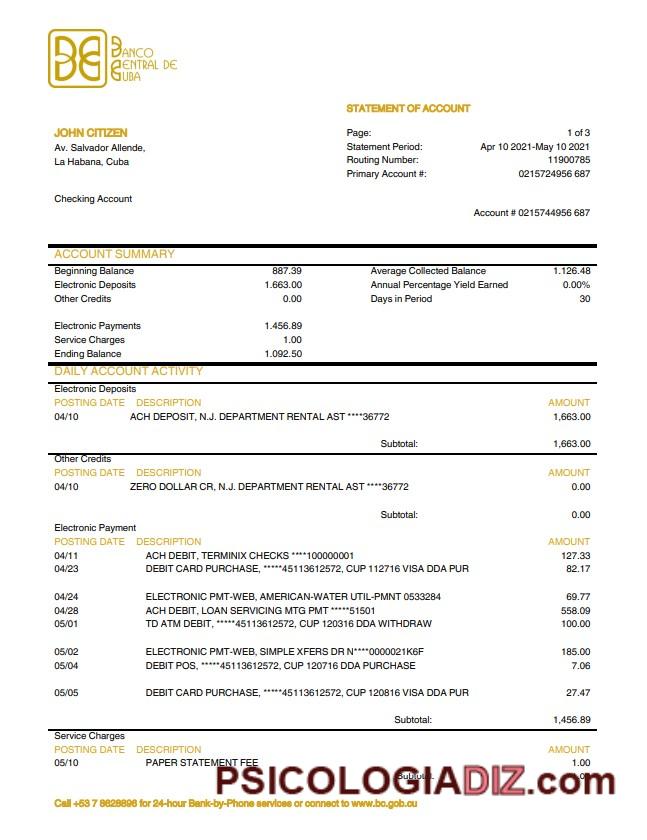 BANCO
CENTRAL DE
CUBA
STATEMENT OF ACCOUNT
JOHN CITIZEN
Av. Salvador Allende,
La Habana, Cuba
Page: 1 of 3
Statement Period: Apr 10 2021-May 10 2021
Routing Number: 11900785
Primary Account #: 0215724956 687
Checking Account
Account # 0215744956 687
ACCOUNT SUMMARY
Beginning Balance 887.39 Average Collected Balance 1.126.48
Electronic Deposits 1.663.00 Annual Percentage Yield Earned 0.00%
Other Credits 0.00 Days in Period 30
Electronic Payments 1.456.89
Service Charges 1.00
Ending Balance 1.092.50
DAILY ACCOUNT ACTIVITY
Electronic Deposits
POSTING DATE DESCRIPTION AMOUNT
04/10 ACH DEPOSIT, N.J. DEPARTMENT RENTAL AST ****36772 1,663.00
Subtotal: 1,663.00
Other Credits
POSTING DATE DESCRIPTION AMOUNT
04/10 ZERO DOLLAR CR, N.J. DEPARTMENT RENTAL AST ****36772 0.00
Subtotal: 0.00
Electronic Payment
POSTING DATE DESCRIPTION AMOUNT
04/11 ACH DEBIT, TERMINIX CHECKS ****100000001 127.33
04/23 DEBIT CARD PURCHASE, *****45113612572, CUP 112716 VISA DDA PUR 82.17
04/24 ELECTRONIC PMT-WEB, AMERICAN-WATER UTIL-PMNT 0533284 69.77
04/28 ACH DEBIT, LOAN SERVICING MTG PMT *****51501 558.09
05/01 TD ATM DEBIT, *****45113612572, CUP 120316 DDA WITHDRAW 100.00
05/02 ELECTRONIC PMT-WEB, SIMPLE XFERS DR N****0000021K6F 185.00
05/04 DEBIT POS, *****45113612572, CUP 120716 DDA PURCHASE 7.06
05/05 DEBIT CARD PURCHASE, *****45113612572, CUP 120816 VISA DDA PUR 27.47
Subtotal: 1,456.89
Service Charges
POSTING DATE DESCRIPTION AMOUNT
05/10 PAPER STATEMENT FEE 1.00
Subtotal:
PSICOLOGIADIZ.com
Call +53 7 8628896 for 24-hour Bank-by-Phone services or connect to www.bc.gob.cu